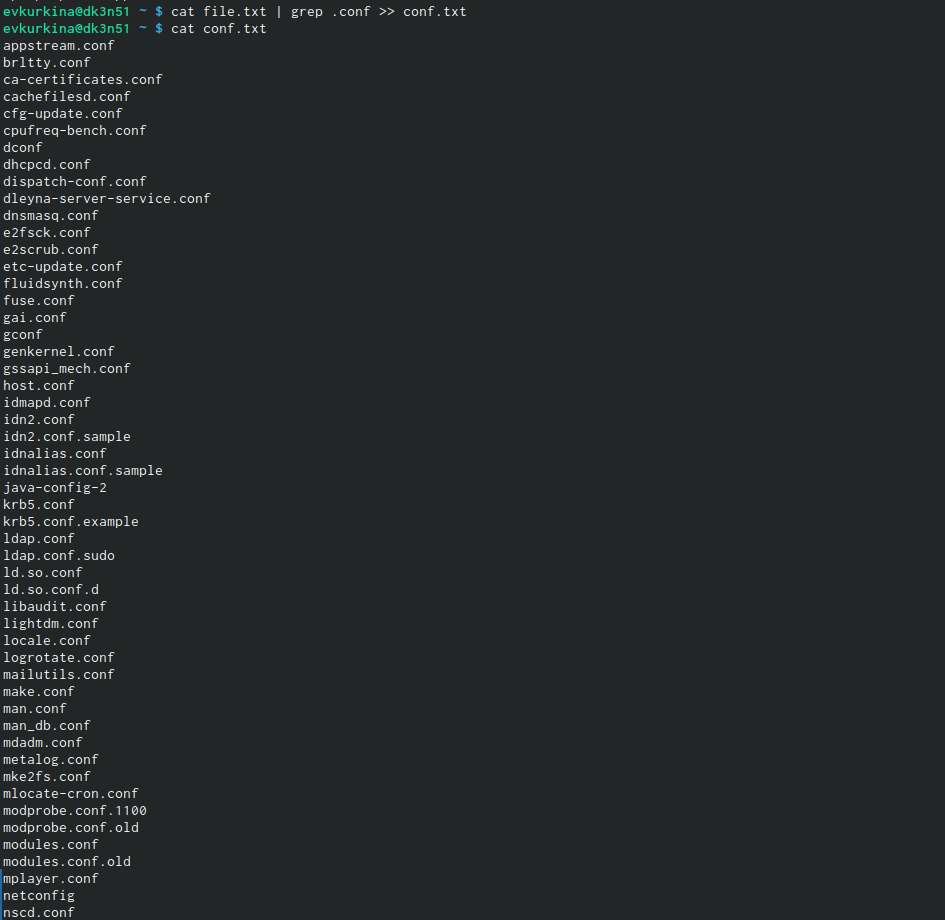 evkurkina@dk3n51 ~ $ cat file.txt | grep .conf >> conf.txt
evkurkina@dk3n51 ~ $ cat conf.txt
appstream.conf
brltty.conf
ca-certificates.conf
cachefilesd.conf
cfg-update.conf
cpufreq-bench.conf
dconf
dhcpcd.conf
dispatch-conf.conf
dleyna-server-service.conf
dnsmasq.conf
e2fsck.conf
e2scrub.conf
etc-update.conf
fluidsynth.conf
fuse.conf
gai.conf
gconf
genkernel.conf
gssapi_mech.conf
host.conf
idmapd.conf
idn2.conf
idn2.conf.sample
idnalias.conf
idnalias.conf.sample
java-config-2
krb5.conf
krb5.conf.example
ldap.conf
ldap.conf.sudo
ld.so.conf
ld.so.conf.d
libaudit.conf
lightdm.conf
locale.conf
logrotate.conf
mailutils.conf
make.conf
man.conf
man_db.conf
mdadm.conf
metalog.conf
mke2fs.conf
mlocate-cron.conf
modprobe.conf.1100
modprobe.conf.old
modules.conf
modules.conf.old
mplayer.conf
netconfig
nscd.conf